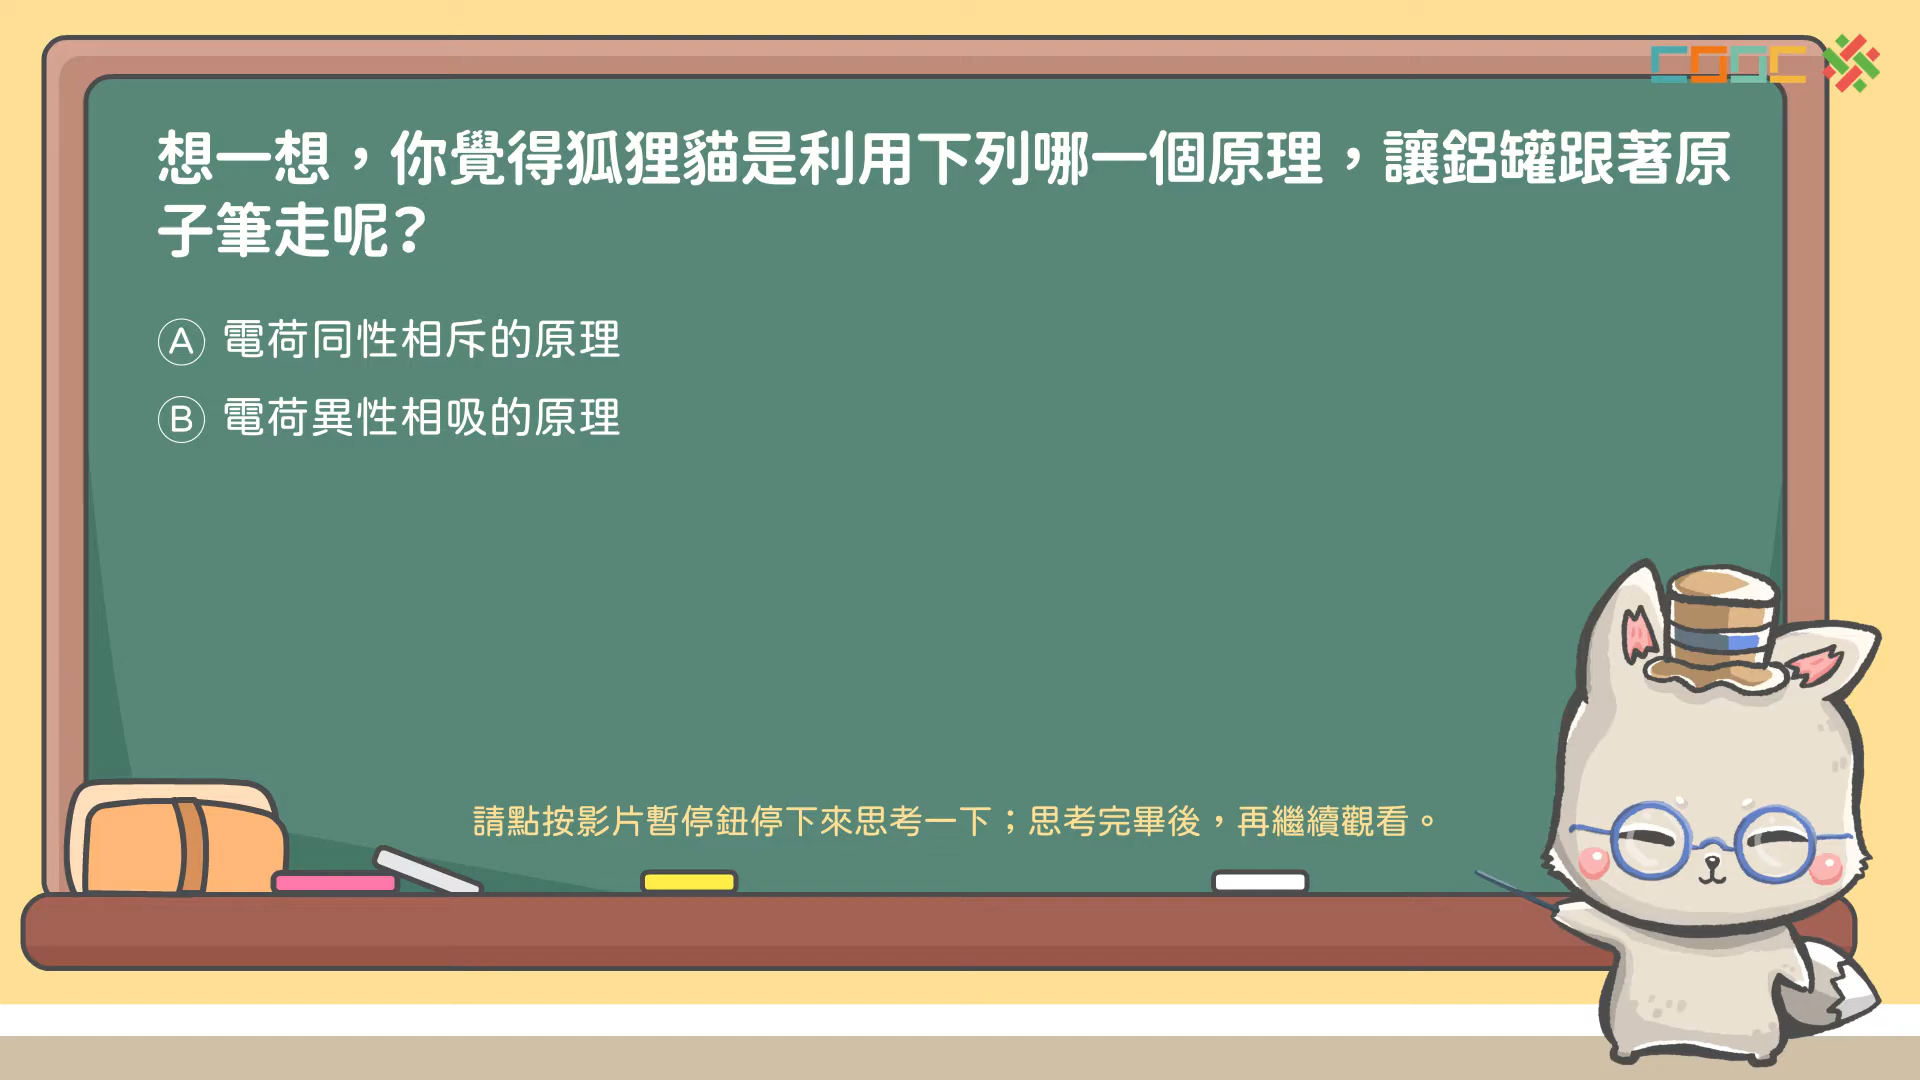 COOC
想一想，你覺得狐狸貓是利用下列哪一個原理，讓鋁罐跟著原
子筆走呢？
Ⓐ 電荷同性相斥的原理
Ⓑ 電荷異性相吸的原理
請點按影片暫停鈕停下來思考一下；思考完畢後，再繼續觀看。